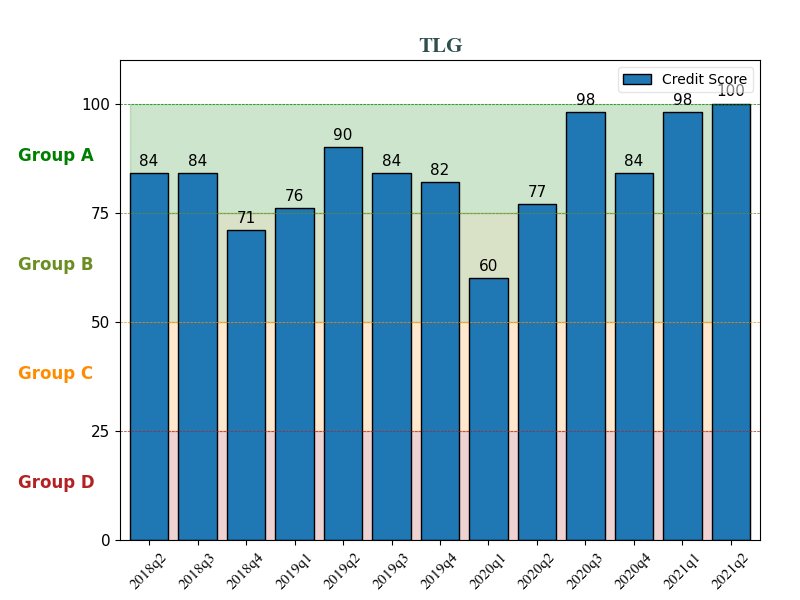 TLG
Credit Score
100
75
50
25
0
Group A
Group B
Group C
Group D
84
84
71
76
90
84
82
60
77
98
84
98
100
2018q2
2018q3
2018q4
2019q1
2019q2
2019q3
2019q4
2020q1
2020q2
2020q3
2020q4
2021q1
2021q2